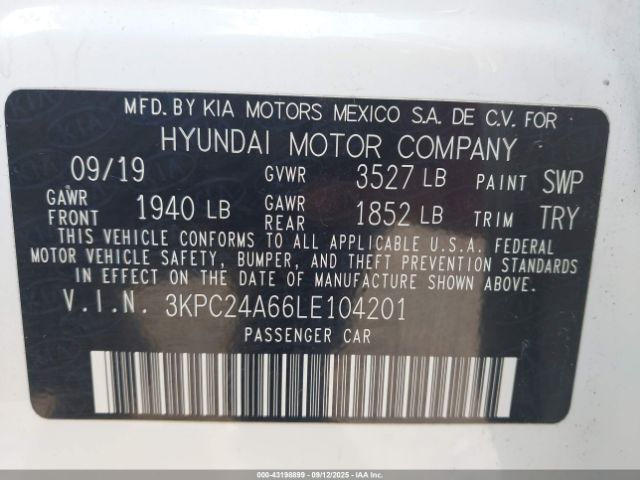 MFD. BY KIA MOTORS MEXICO S.A. DE C.V. FOR
HYUNDAI MOTOR COMPANY
09/19 GVWR 3527 LB PAINT SWP
GAWR FRONT 1940 LB GAWR REAR 1852 LB TRIM TRY
THIS VEHICLE CONFORMS TO ALL APPLICABLE U.S.A. FEDERAL
MOTOR VEHICLE SAFETY, BUMPER, AND THEFT PREVENTION STANDARDS
IN EFFECT ON THE DATE OF MANUFACTURE SHOWN ABOVE.
V.I.N. 3KPC24A66LE104201
PASSENGER CAR
000-43198899 - 09/12/2025 - IAAI.COM